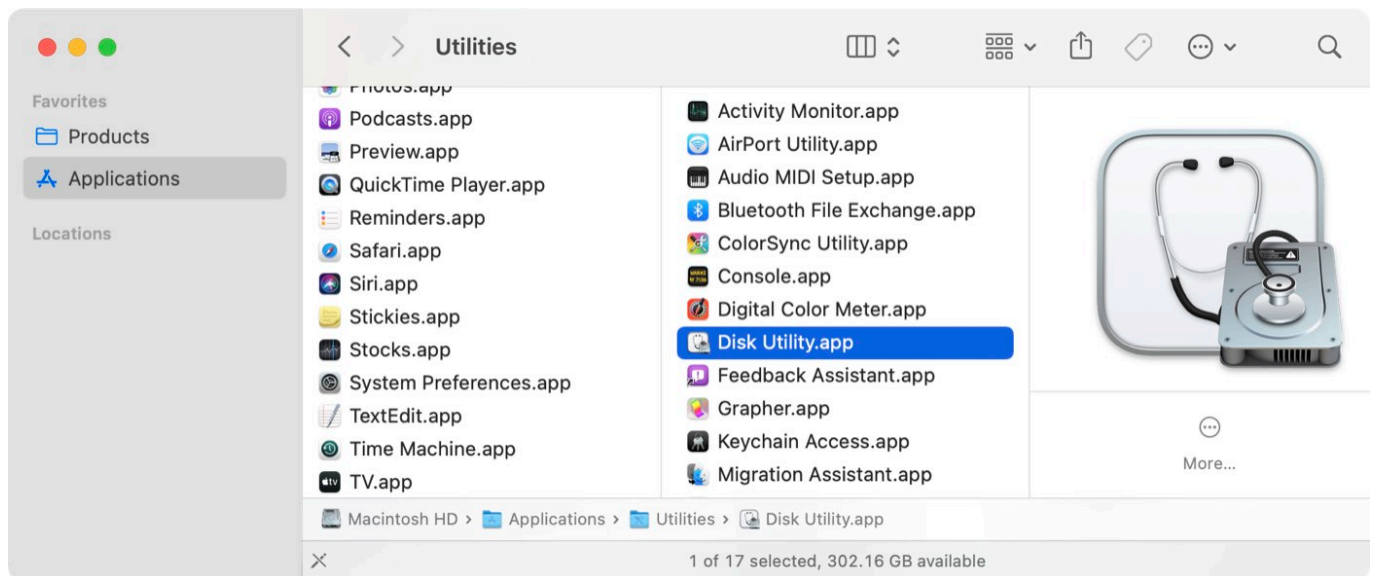 Utilities
Favorites
Products
Applications
Locations
Photos.app
Podcasts.app
Preview.app
QuickTime Player.app
Reminders.app
Safari.app
Siri.app
Stickies.app
Stocks.app
System Preferences.app
TextEdit.app
Time Machine.app
TV.app
Activity Monitor.app
AirPort Utility.app
Audio MIDI Setup.app
Bluetooth File Exchange.app
ColorSync Utility.app
Console.app
Digital Color Meter.app
Disk Utility.app
Feedback Assistant.app
Grapher.app
Keychain Access.app
Migration Assistant.app
More...
Macintosh HD › Applications › Utilities › Disk Utility.app
1 of 17 selected, 302.16 GB available